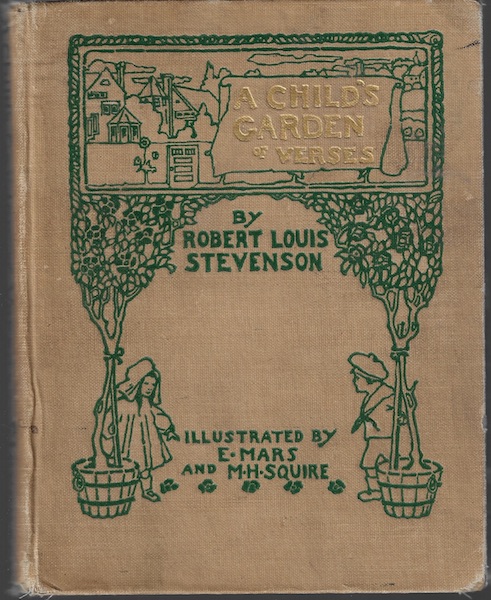 A CHILD'S
GARDEN
OF VERSES
BY
ROBERT LOUIS
STEVENSON
ILLUSTRATED BY
E·MARS
AND M·H·SQUIRE